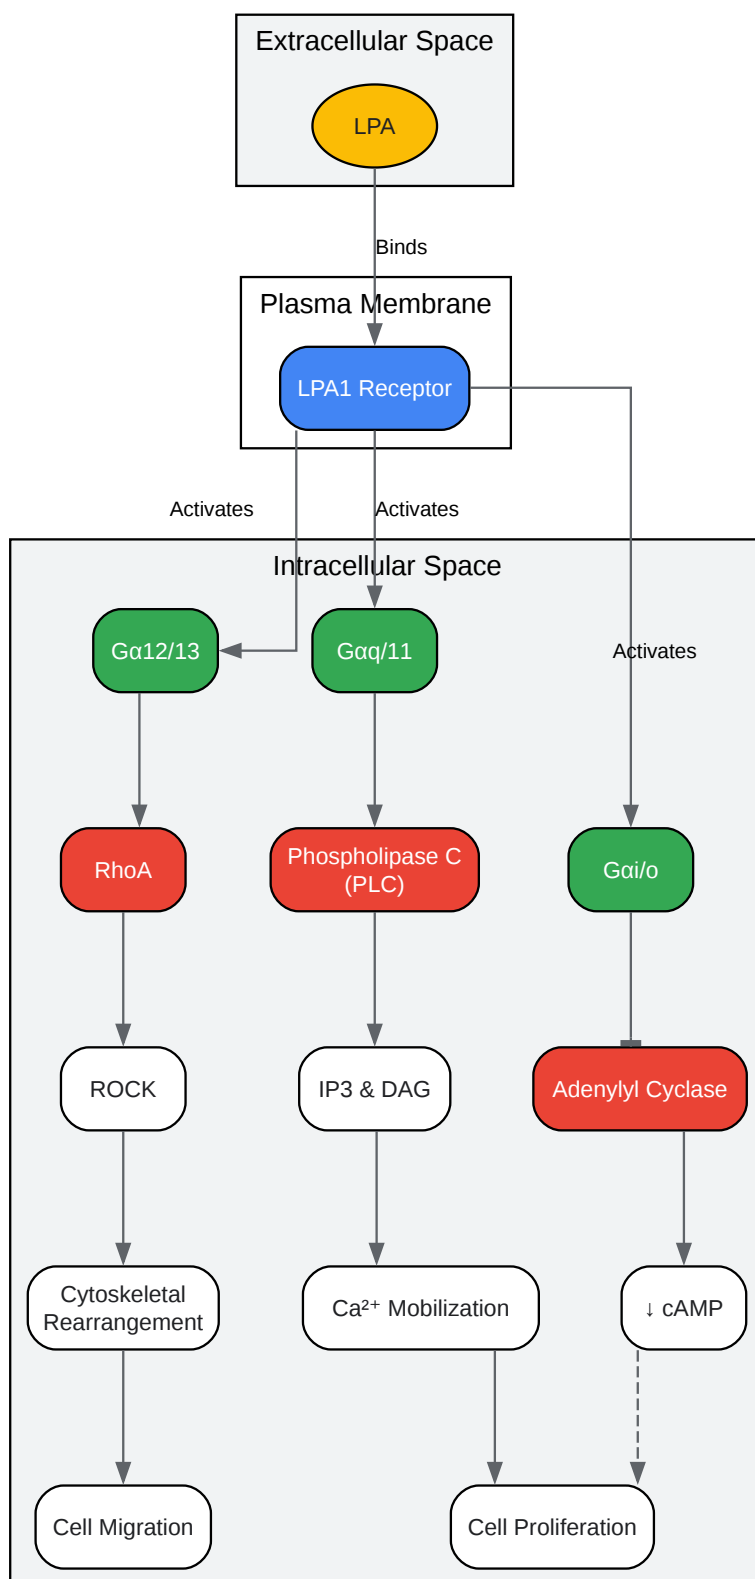 Extracellular Space
LPA
Binds
Plasma Membrane
LPA1 Receptor
Activates
Activates
Intracellular Space
Gα12/13
Gαq/11
Activates
RhoA
Phospholipase C
(PLC)
Gαi/o
ROCK
IP3 & DAG
Adenylyl Cyclase
Cytoskeletal
Rearrangement
Ca²⁺ Mobilization
↓ cAMP
Cell Migration
Cell Proliferation